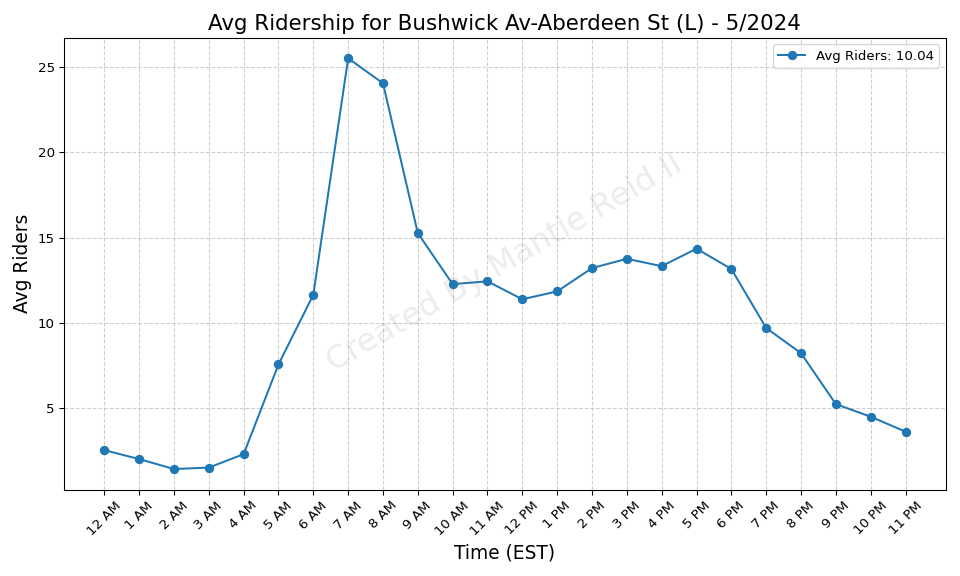 Avg Ridership for Bushwick Av-Aberdeen St (L) - 5/2024
Avg Riders: 10.04
Avg Riders
25
20
15
10
5
Created By Mantie Reid II
12 AM
1 AM
2 AM
3 AM
4 AM
5 AM
6 AM
7 AM
8 AM
9 AM
10 AM
11 AM
12 PM
1 PM
2 PM
3 PM
4 PM
5 PM
6 PM
7 PM
8 PM
9 PM
10 PM
11 PM
Time (EST)